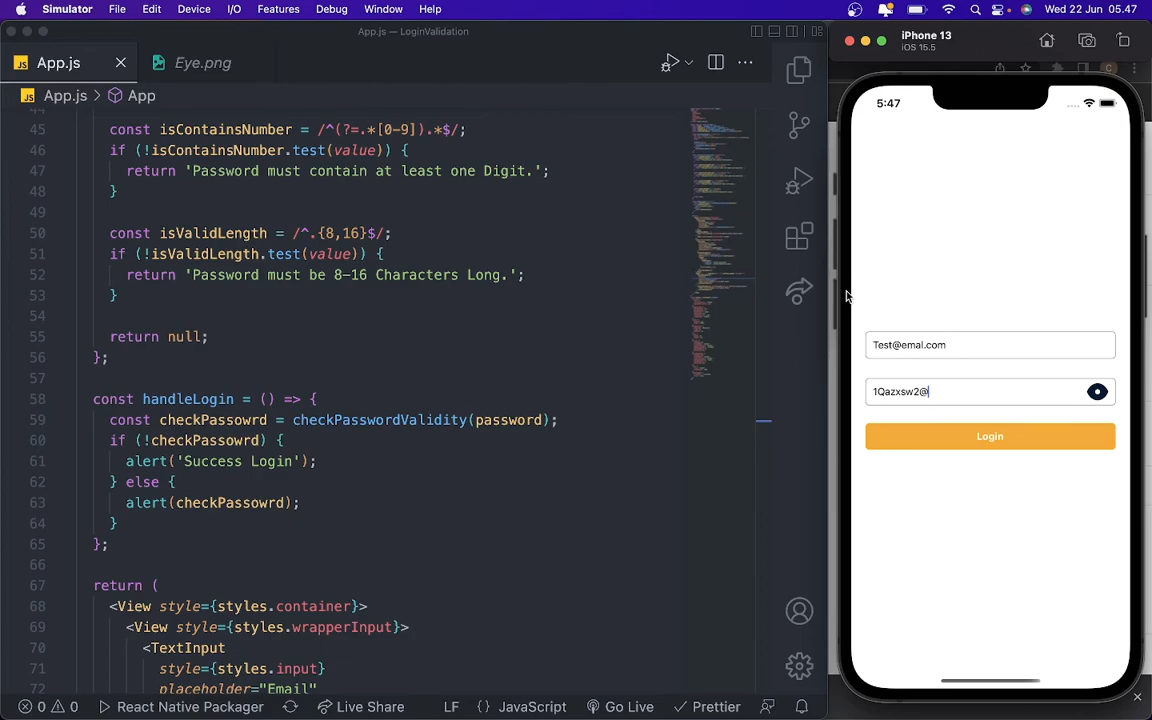 Simulator File Edit Device I/O Features Debug Window Help Wed 22 Jun 05.47
App.js — LoginValidation
App.js Eye.png
App.js > App
45 const isContainsNumber = /^(?=.*[0-9]).*$/;
46 if (!isContainsNumber.test(value)) {
47 return 'Password must contain at least one Digit.';
48 }
49
50 const isValidLength = /^.{8,16}$/;
51 if (!isValidLength.test(value)) {
52 return 'Password must be 8-16 Characters Long.';
53 }
54
55 return null;
56 };
57
58 const handleLogin = () => {
59 const checkPassowrd = checkPasswordValidity(password);
60 if (!checkPassowrd) {
61 alert('Success Login');
62 } else {
63 alert(checkPassowrd);
64 }
65 };
66
67 return (
68 <View style={styles.container}>
69 <View style={styles.wrapperInput}>
70 <TextInput
71 style={styles.input}
72 placeholder="Email"
0 0 React Native Packager Live Share LF {} JavaScript Go Live Prettier
iPhone 13
iOS 15.5
5:47
Test@emal.com
1Qazxsw2@
Login